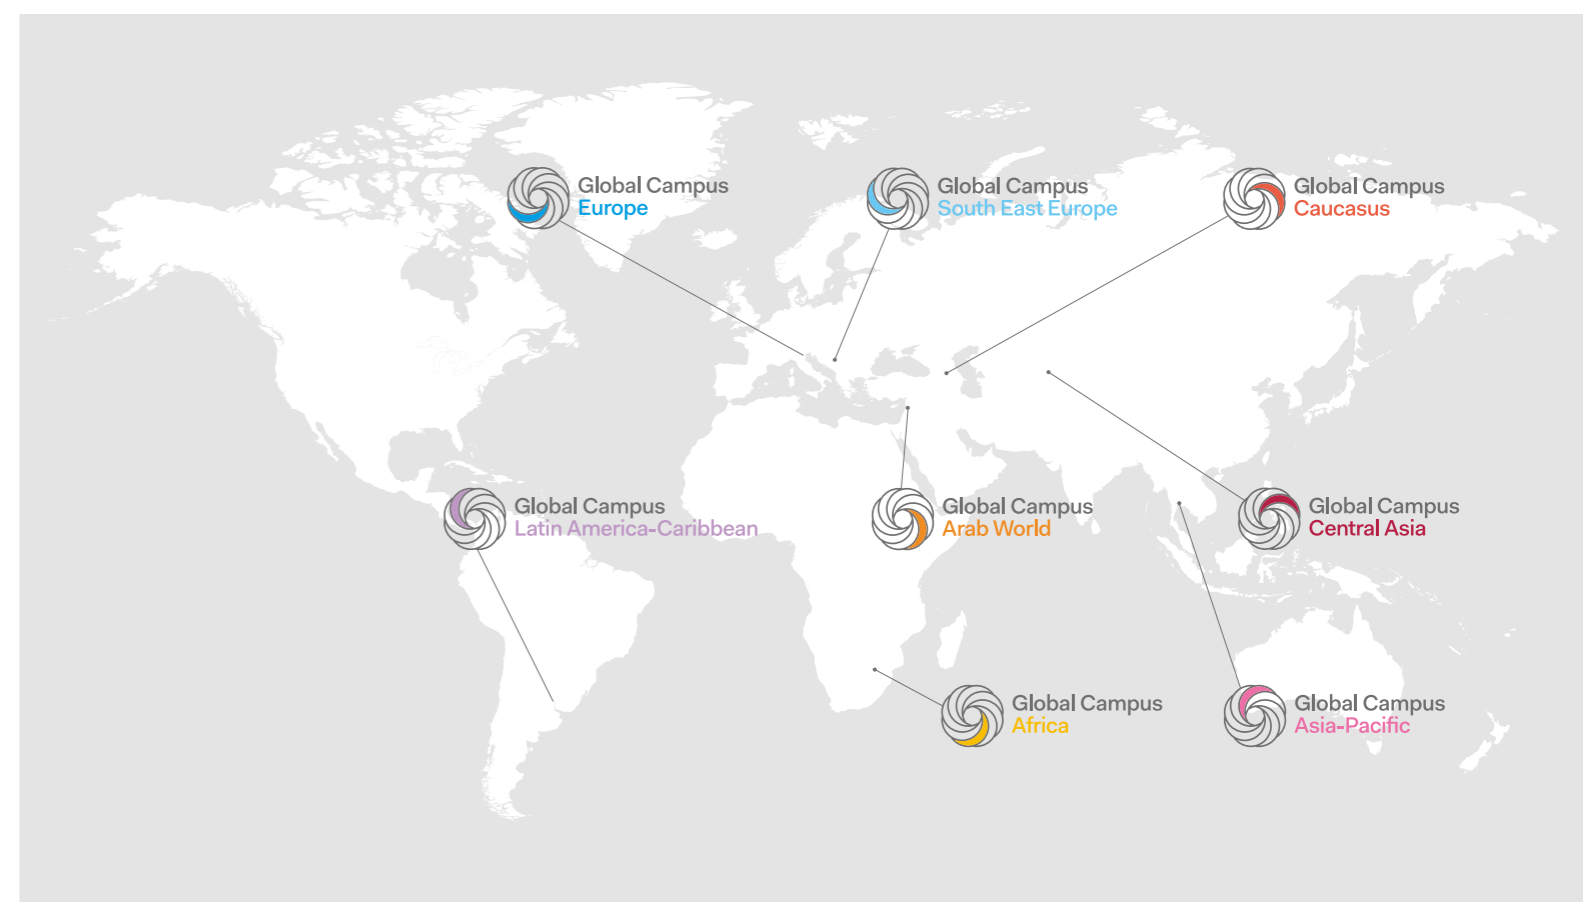 Global Campus
Europe
Global Campus
South East Europe
Global Campus
Caucasus
Global Campus
Latin America-Caribbean
Global Campus
Arab World
Global Campus
Central Asia
Global Campus
Africa
Global Campus
Asia-Pacific